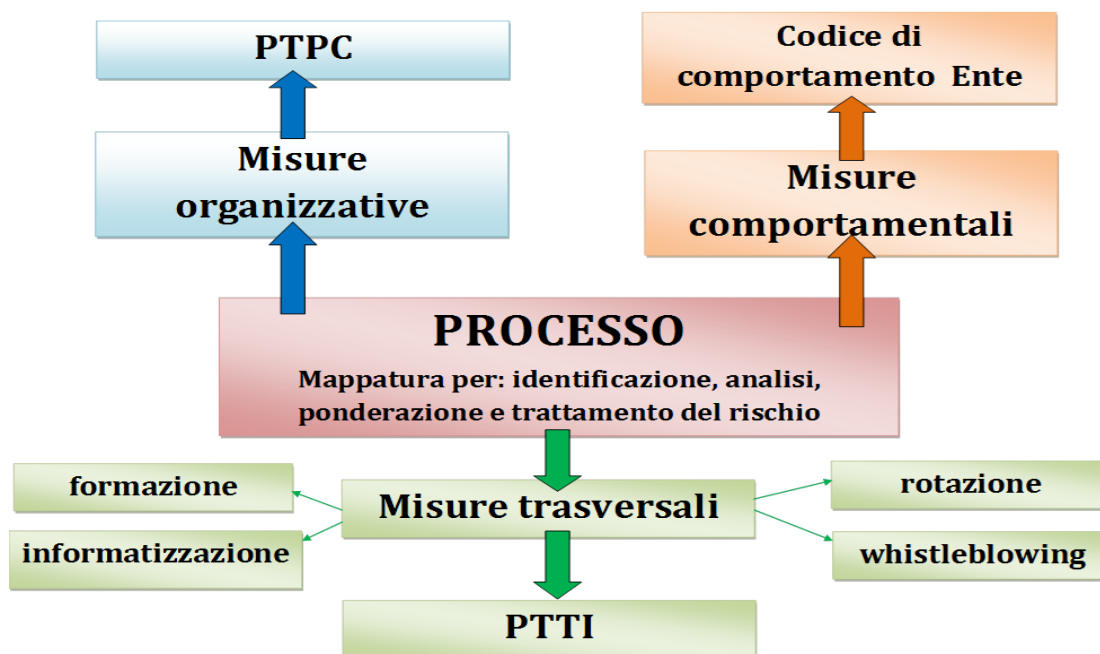 PTPC
Codice di
comportamento Ente
Misure
organizzative
Misure
comportamentali
PROCESSO
Mappatura per: identificazione, analisi,
ponderazione e trattamento del rischio
formazione
Misure trasversali
rotazione
informatizzazione
whistleblowing
PTTI